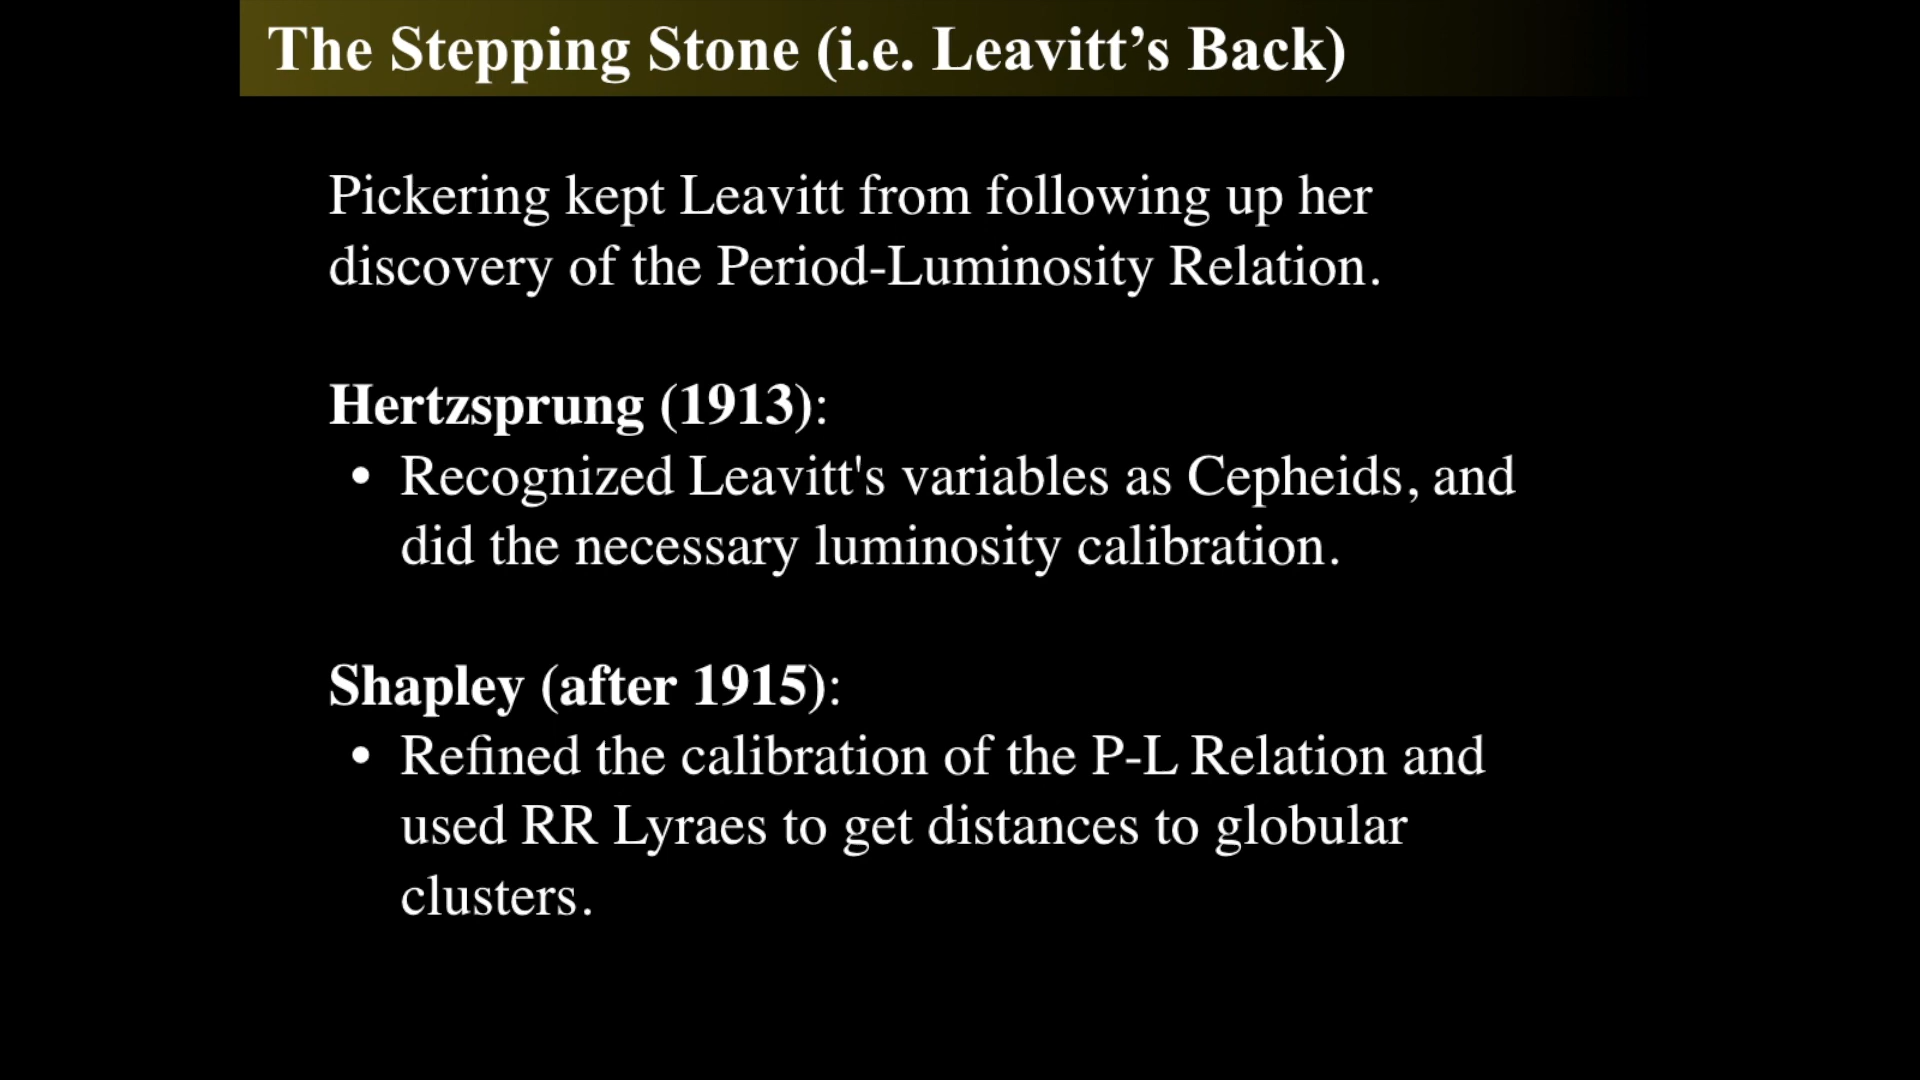 The Stepping Stone (i.e. Leavitt’s Back)
Pickering kept Leavitt from following up her
discovery of the Period-Luminosity Relation.
Hertzsprung (1913):
• Recognized Leavitt's variables as Cepheids, and
did the necessary luminosity calibration.
Shapley (after 1915):
• Refined the calibration of the P-L Relation and
used RR Lyraes to get distances to globular
clusters.